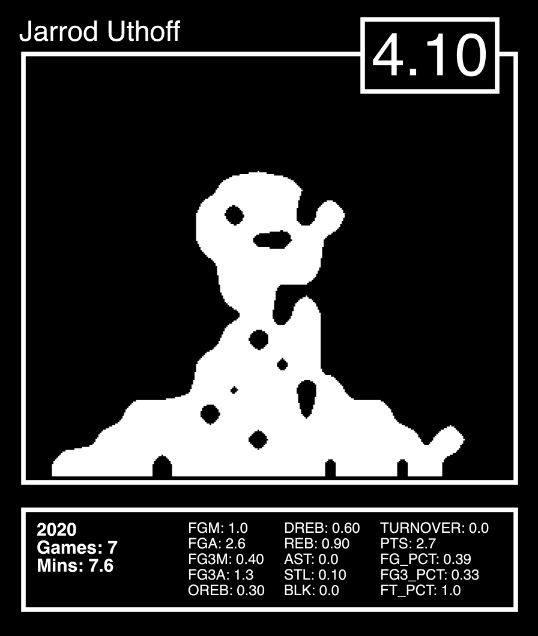 Jarrod Uthoff
4.10
2020
Games: 7
Mins: 7.6
FGM: 1.0
FGA: 2.6
FG3M: 0.40
FG3A: 1.3
OREB: 0.30
DREB: 0.60
REB: 0.90
AST: 0.0
STL: 0.10
BLK: 0.0
TURNOVER: 0.0
PTS: 2.7
FG_PCT: 0.39
FG3_PCT: 0.33
FT_PCT: 1.0